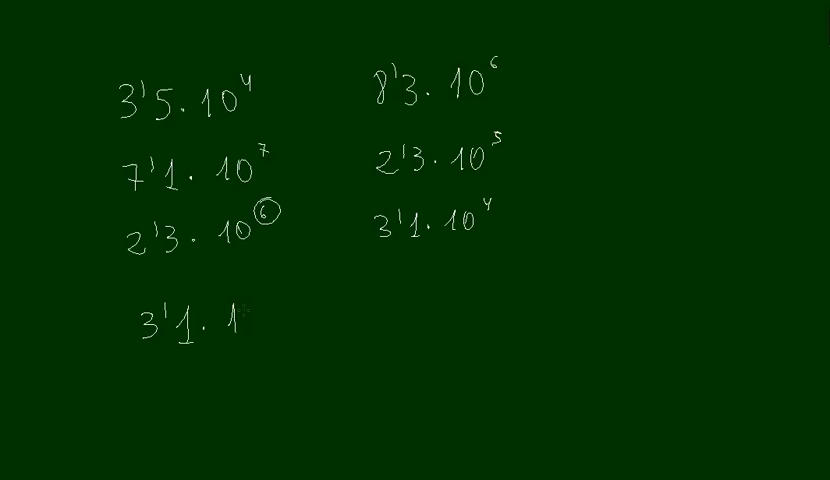 3'5 · 10⁴
7'1 · 10⁷
2'3 · 10⁶
8'3 · 10⁶
2'3 · 10⁵
3'1 · 10⁴
3'1 · 1